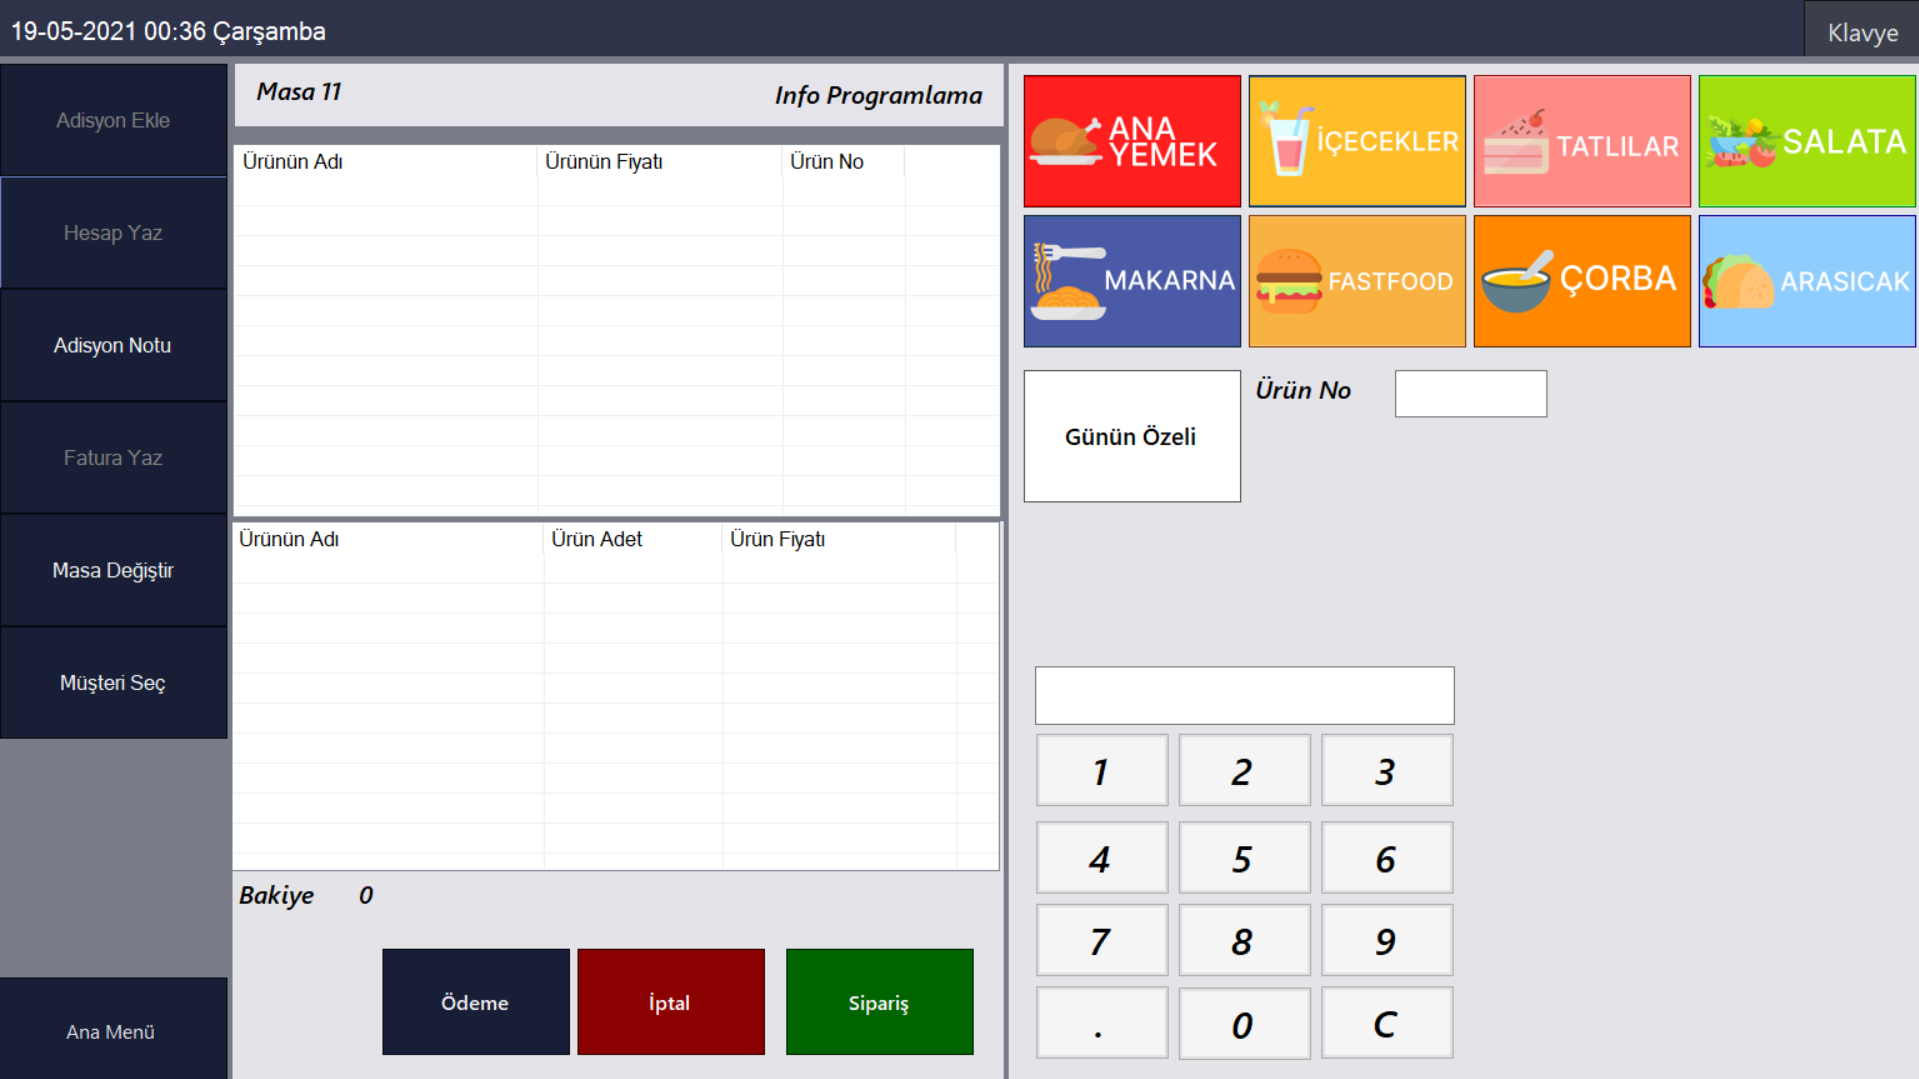 19-05-2021 00:36 Çarşamba
Klavye
Adisyon Ekle
Hesap Yaz
Adisyon Notu
Fatura Yaz
Masa Değiştir
Müşteri Seç
Ana Menü
Masa 11
Info Programlama
Ürünün Adı Ürünün Fiyatı Ürün No
Ürünün Adı Ürün Adet Ürün Fiyatı
Bakiye 0
Ödeme
İptal
Sipariş
ANA
YEMEK
İÇECEKLER
TATLILAR
SALATA
MAKARNA
FASTFOOD
ÇORBA
ARASICAK
Günün Özeli
Ürün No
1 2 3
4 5 6
7 8 9
. 0 C